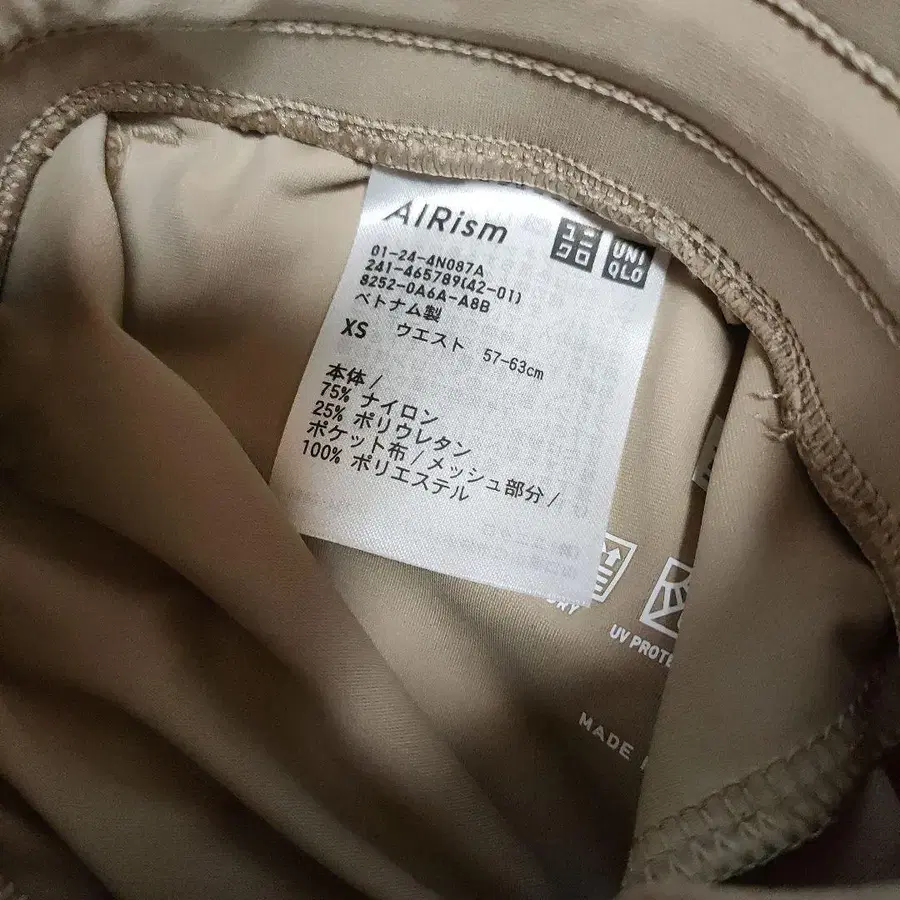 AIRism
ユニクロ
UNIQLO
01-24-4N087A
241-465789(42-01)
8252-0A6A-A8B
ベトナム製
XS ウエスト 57-63cm
本体/
75% ナイロン
25% ポリウレタン
ポケット布/メッシュ部分/
100% ポリエステル
DRY
UV PROTE
MADE